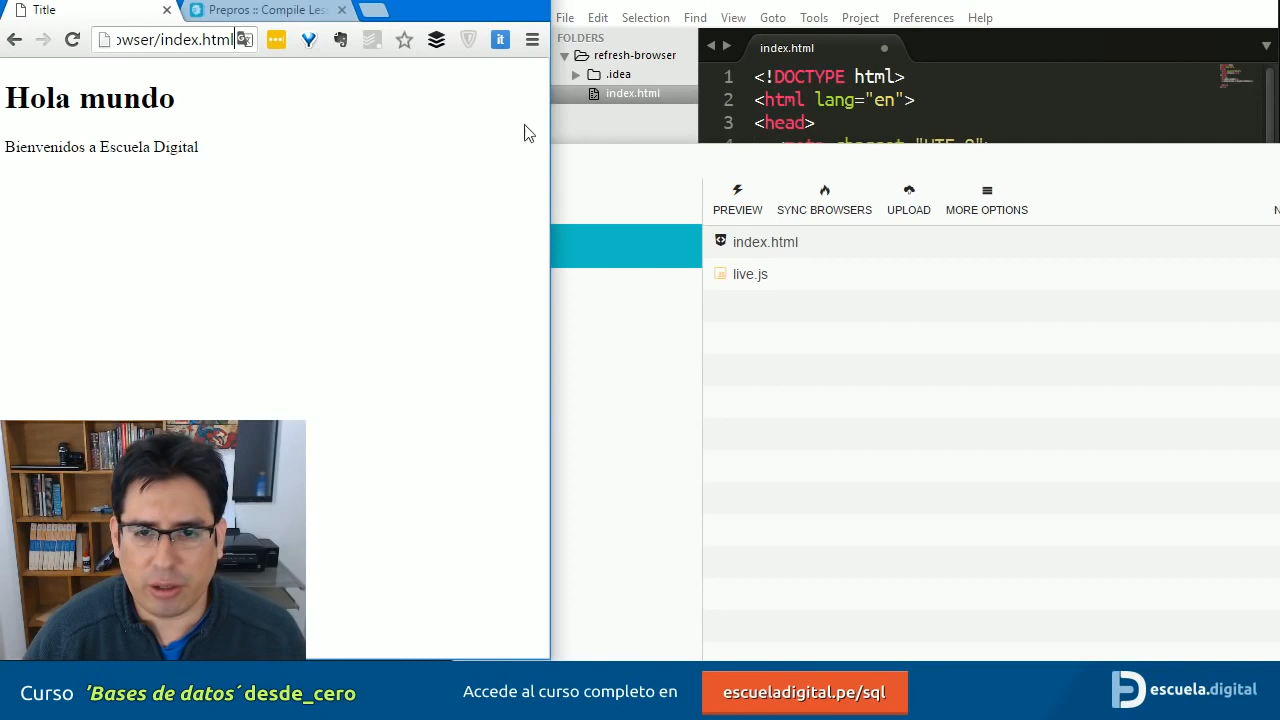 Title
Prepros :: Compile Les
owser/index.html
it
Hola mundo
Bienvenidos a Escuela Digital
File Edit Selection Find View Goto Tools Project Preferences Help
FOLDERS
refresh-browser
.idea
index.html
index.html
1 <!DOCTYPE html>
2 <html lang="en">
3 <head>
PREVIEW SYNC BROWSERS UPLOAD MORE OPTIONS
index.html
live.js
Curso 'Bases de datos´ desde_cero
Accede al curso completo en
escueladigital.pe/sql
escuela.digital